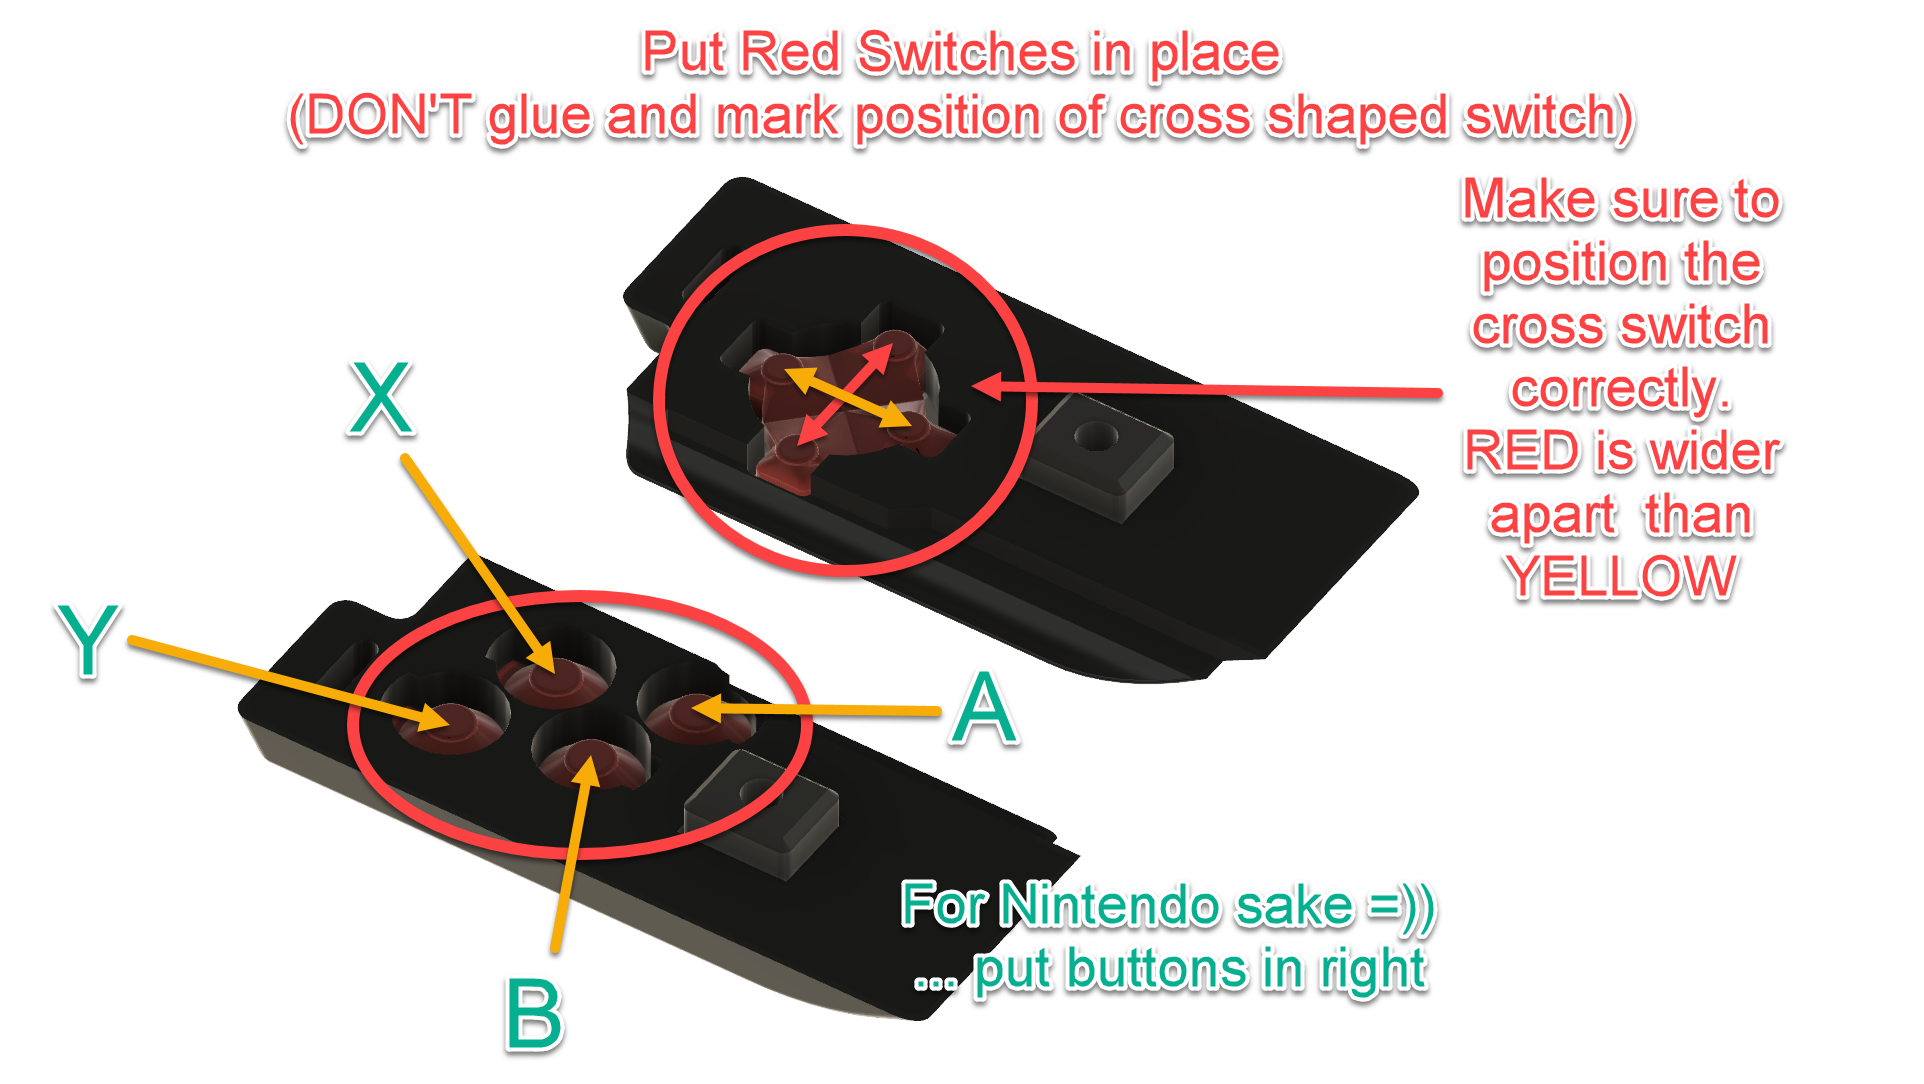 Put Red Switches in place
(DON'T glue and mark position of cross shaped switch)
Make sure to
position the
cross switch
correctly.
RED is wider
apart than
YELLOW
X
Y
A
B
For Nintendo sake =))
... put buttons in right